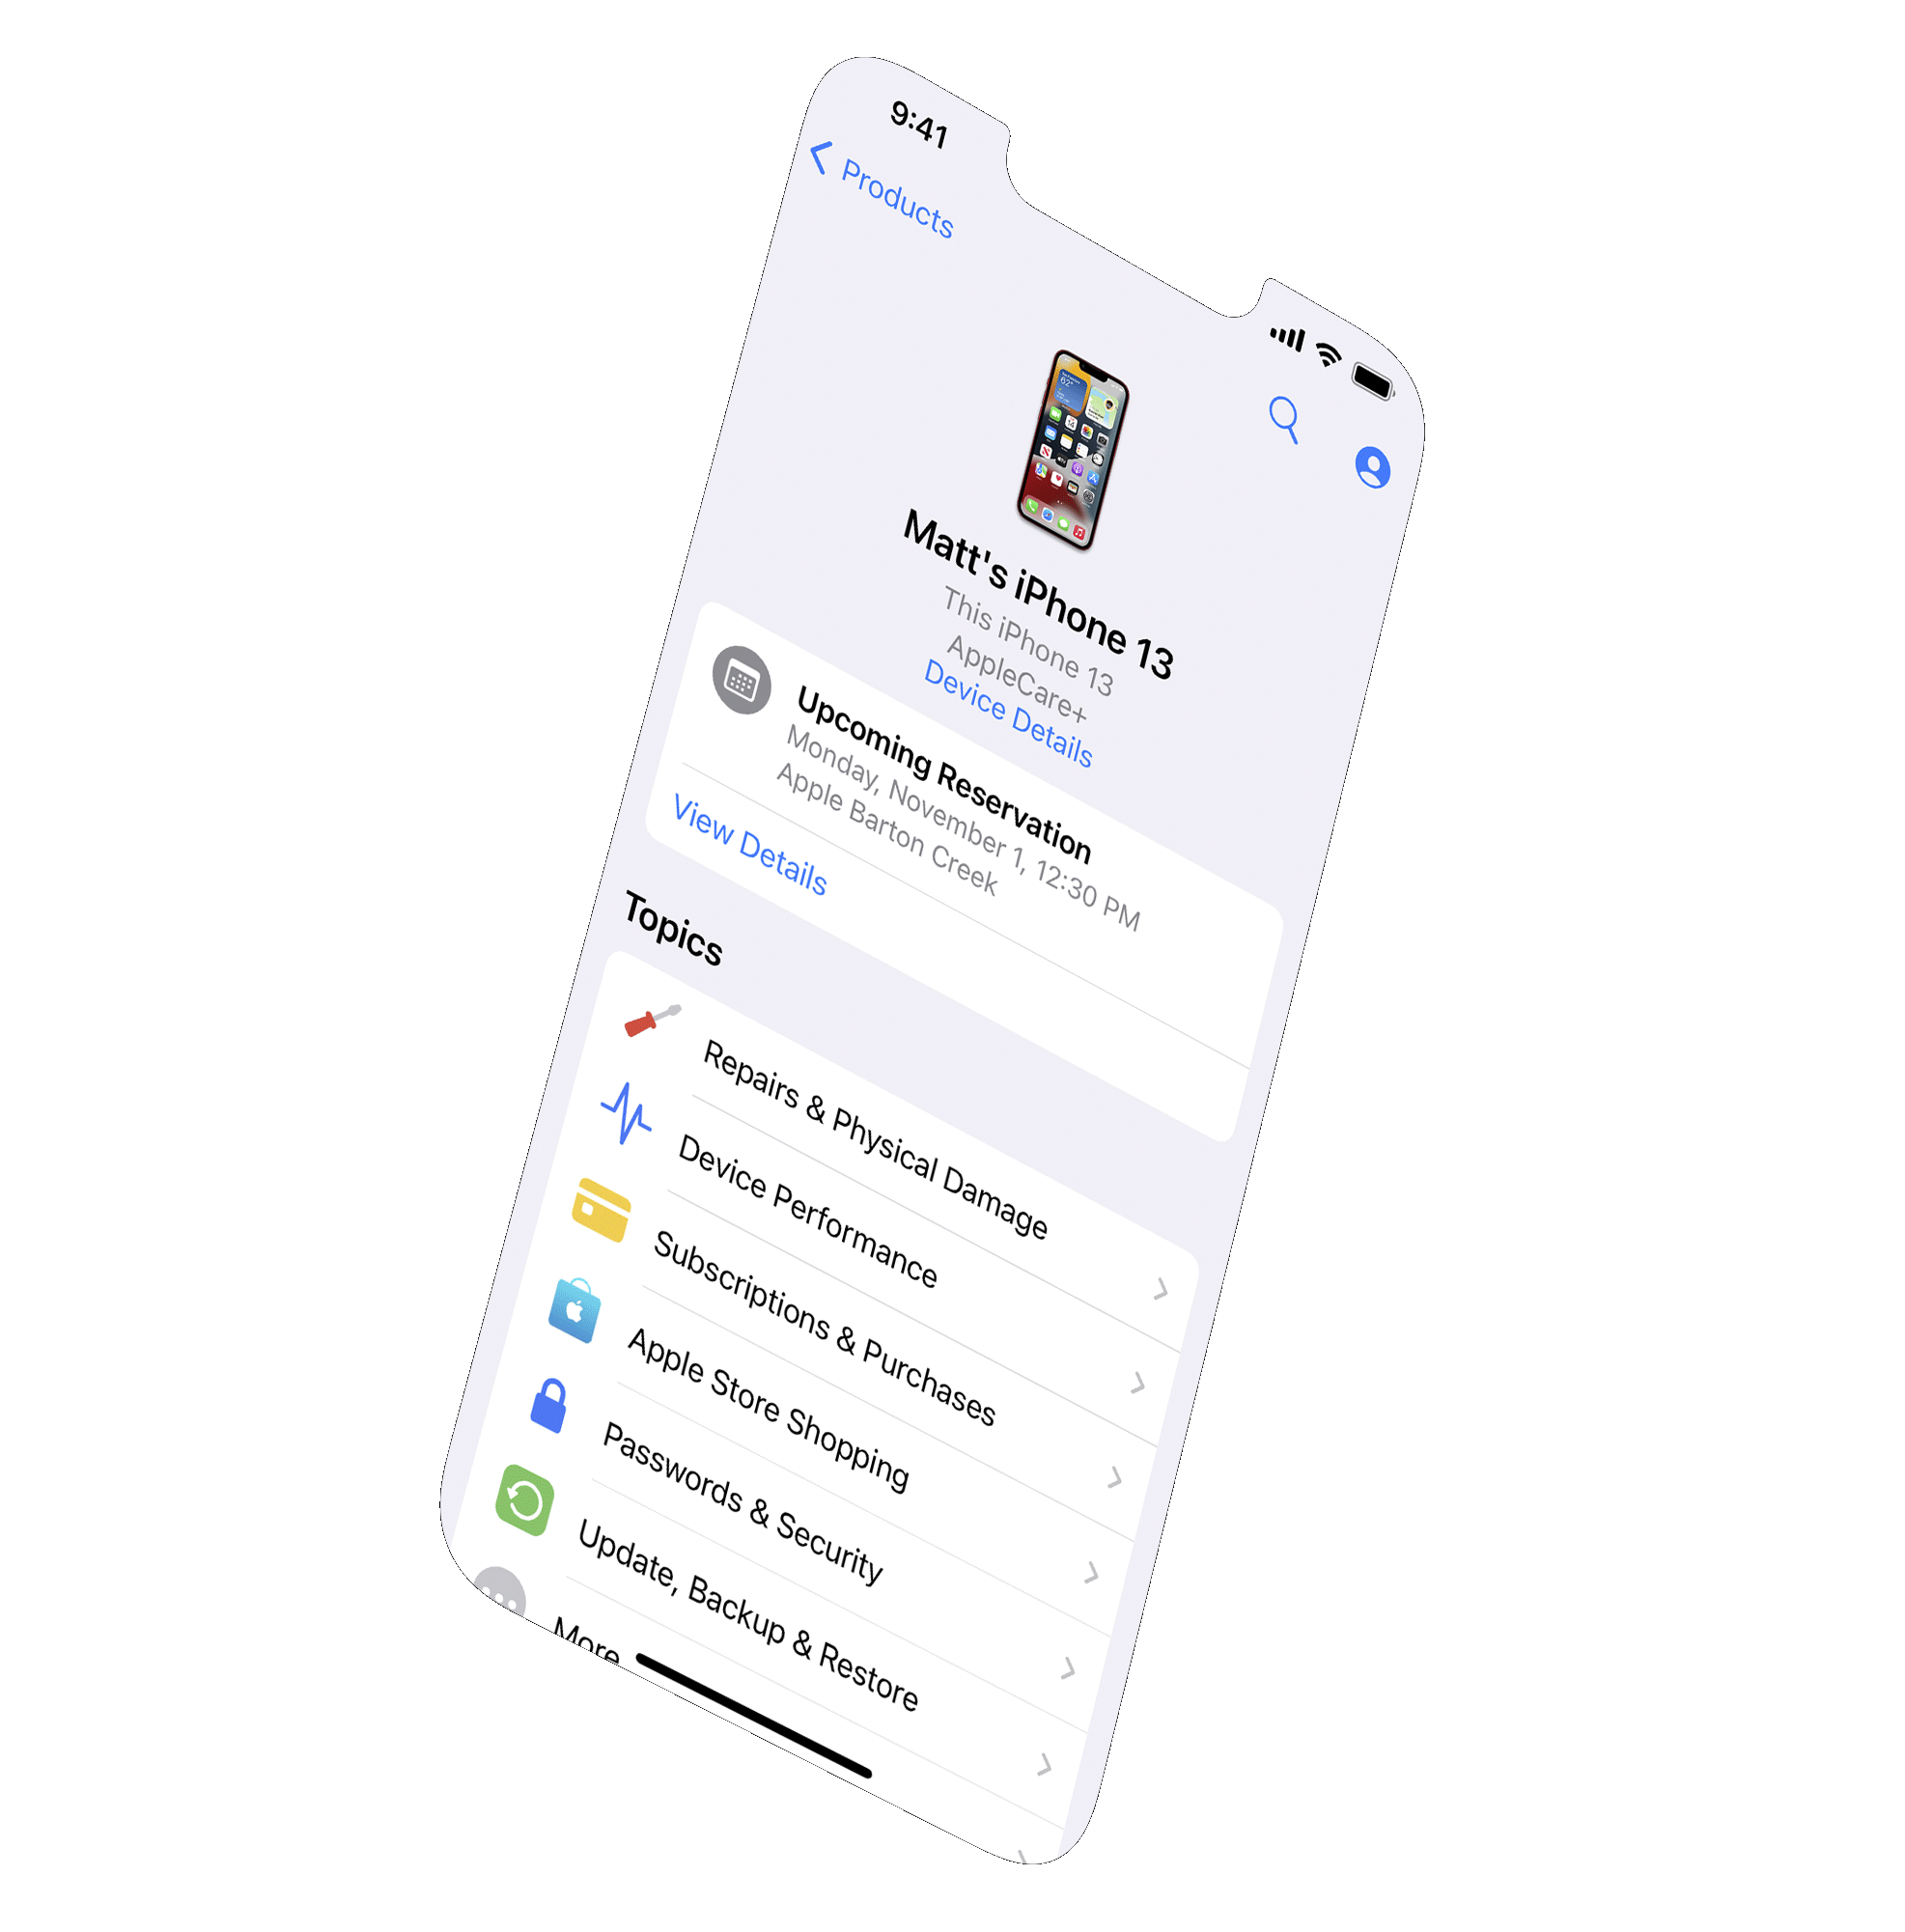 9:41
Products
Matt's iPhone 13
This iPhone 13
AppleCare+
Device Details
Upcoming Reservation
Monday, November 1, 12:30 PM
Apple Barton Creek
View Details
Topics
Repairs & Physical Damage
Device Performance
Subscriptions & Purchases
Apple Store Shopping
Passwords & Security
Update, Backup & Restore
More